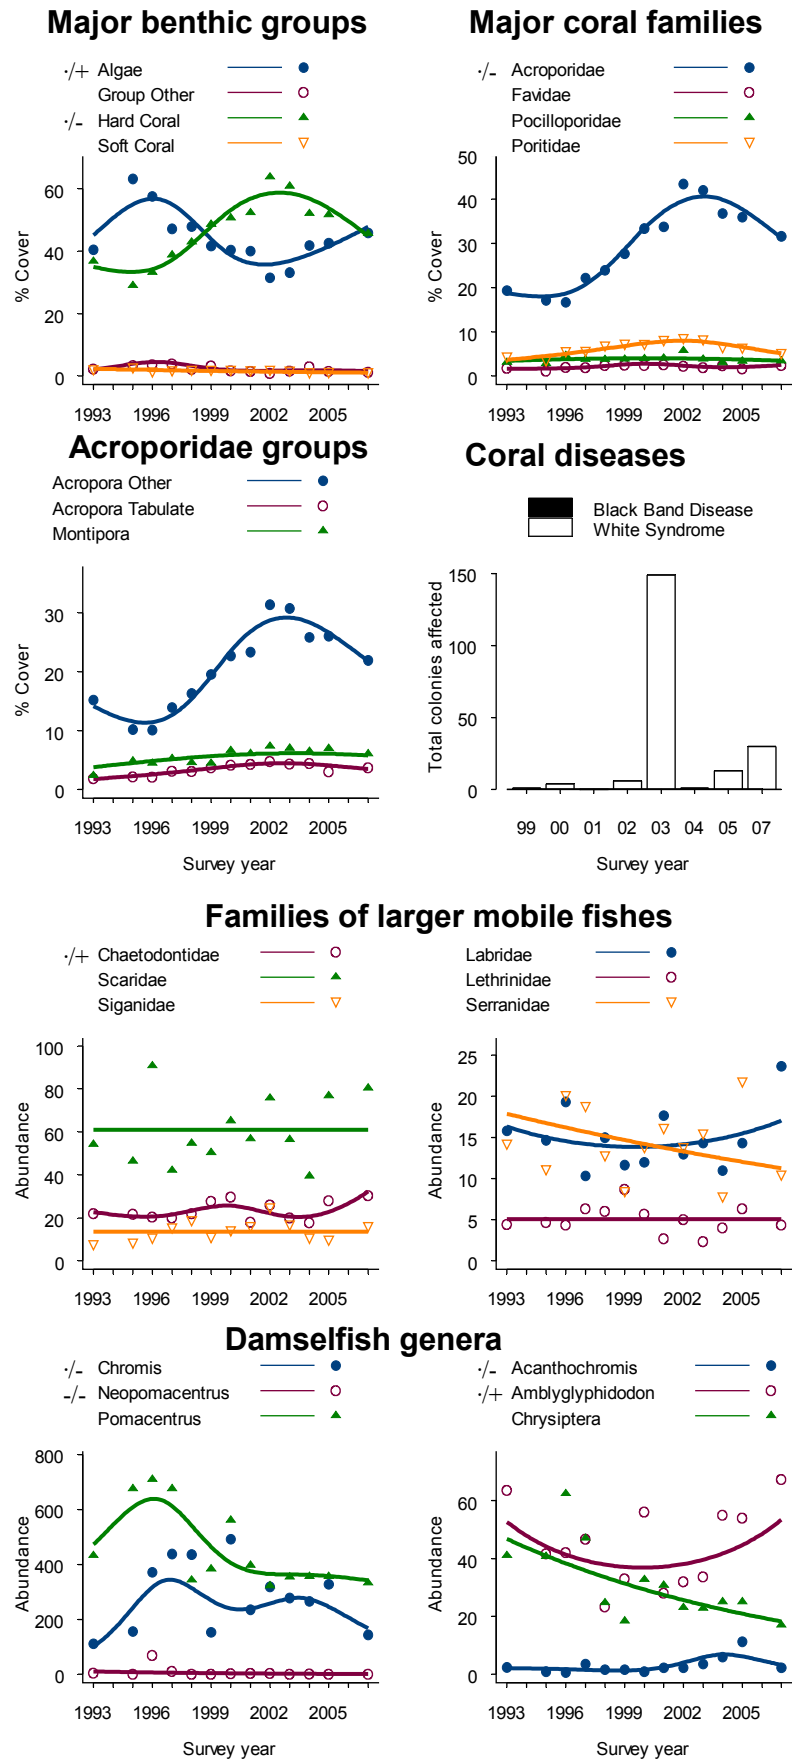 Major benthic groups
Major coral families
·/+ Algae
Group Other
·/- Hard Coral
Soft Coral
·/- Acroporidae
Favidae
Pocilloporidae
Poritidae
% Cover
60
40
20
0
1993 1996 1999 2002 2005
% Cover
50
40
30
20
10
0
1993 1996 1999 2002 2005
Acroporidae groups
Coral diseases
Acropora Other
Acropora Tabulate
Montipora
Black Band Disease
White Syndrome
% Cover
30
20
10
0
1993 1996 1999 2002 2005
Survey year
Total colonies affected
150
100
50
0
99 00 01 02 03 04 05 07
Survey year
Families of larger mobile fishes
·/+ Chaetodontidae
Scaridae
Siganidae
Labridae
Lethrinidae
Serranidae
Abundance
100
80
60
40
20
0
1993 1996 1999 2002 2005
Abundance
25
20
15
10
5
0
1993 1996 1999 2002 2005
Damselfish genera
·/- Chromis
-/- Neopomacentrus
Pomacentrus
·/- Acanthochromis
·/+ Amblyglyphidodon
Chrysiptera
Abundance
800
600
400
200
0
1993 1996 1999 2002 2005
Survey year
Abundance
60
40
20
0
1993 1996 1999 2002 2005
Survey year